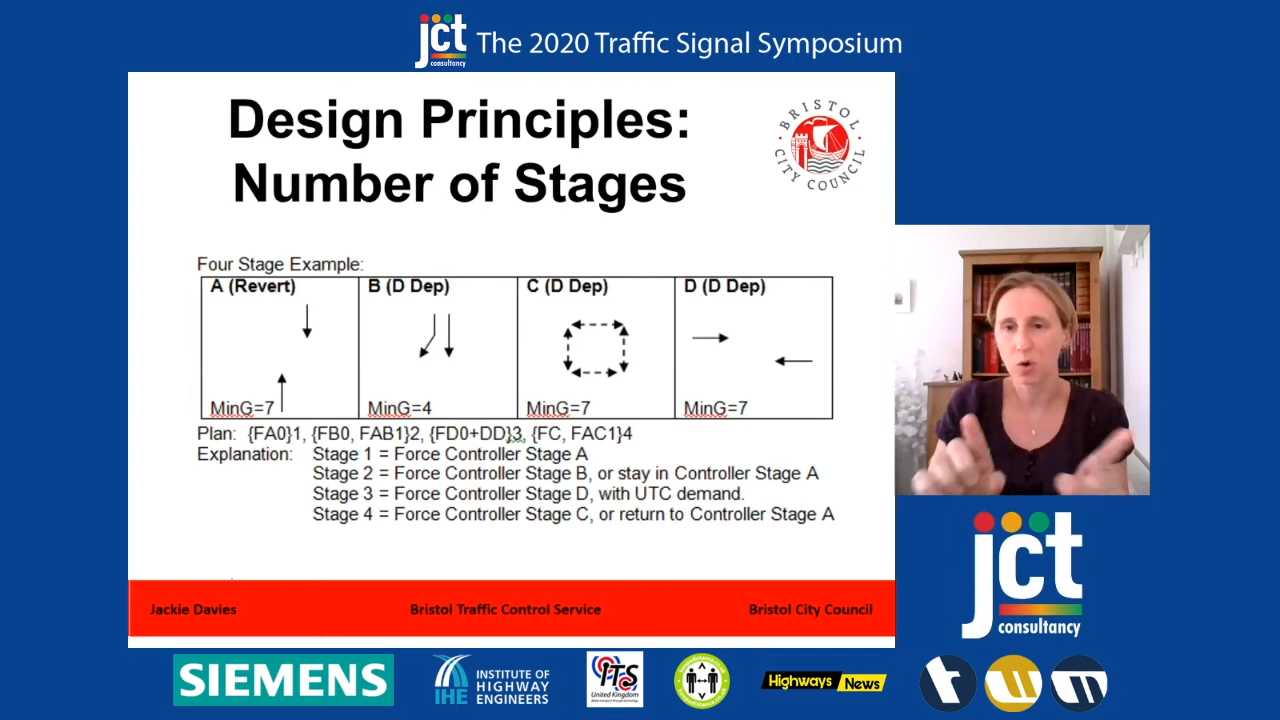 jct
consultancy
The 2020 Traffic Signal Symposium
Design Principles:
Number of Stages
BRISTOL
CITY COUNCIL
Four Stage Example:
A (Revert)
B (D Dep)
C (D Dep)
D (D Dep)
MinG=7
MinG=4
MinG=7
MinG=7
Plan: {FA0}1, {FB0, FAB1}2, {FD0+DD}3, {FC, FAC1}4
Explanation: Stage 1 = Force Controller Stage A
Stage 2 = Force Controller Stage B, or stay in Controller Stage A
Stage 3 = Force Controller Stage D, with UTC demand.
Stage 4 = Force Controller Stage C, or return to Controller Stage A
Jackie Davies
Bristol Traffic Control Service
Bristol City Council
jct
consultancy
SIEMENS
IHE
INSTITUTE OF
HIGHWAY
ENGINEERS
ITS
United Kingdom
Highways
News